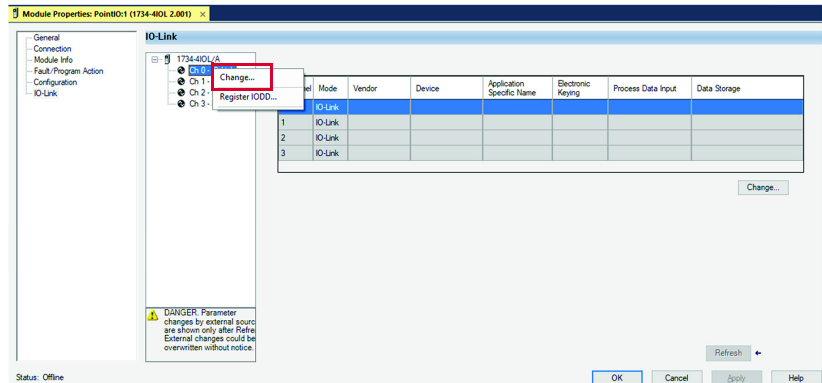 Module Properties: PointIO:1 (1734-4IOL 2.001) ×
General
Connection
Module Info
Fault/Program Action
Configuration
IO-Link
IO-Link
1734-4IOL/A
Ch 0 -
Ch 1 -
Ch 2 -
Ch 3 -
Change...
Register IODD...
Mode Vendor Device Application Specific Name Electronic Keying Process Data Input Data Storage
IO-Link
1 IO-Link
2 IO-Link
3 IO-Link
Change...
DANGER. Parameter
changes by external sourc
are shown only after Refre
External changes could be
overwritten without notice.
Refresh
Status: Offline
OK Cancel Apply Help